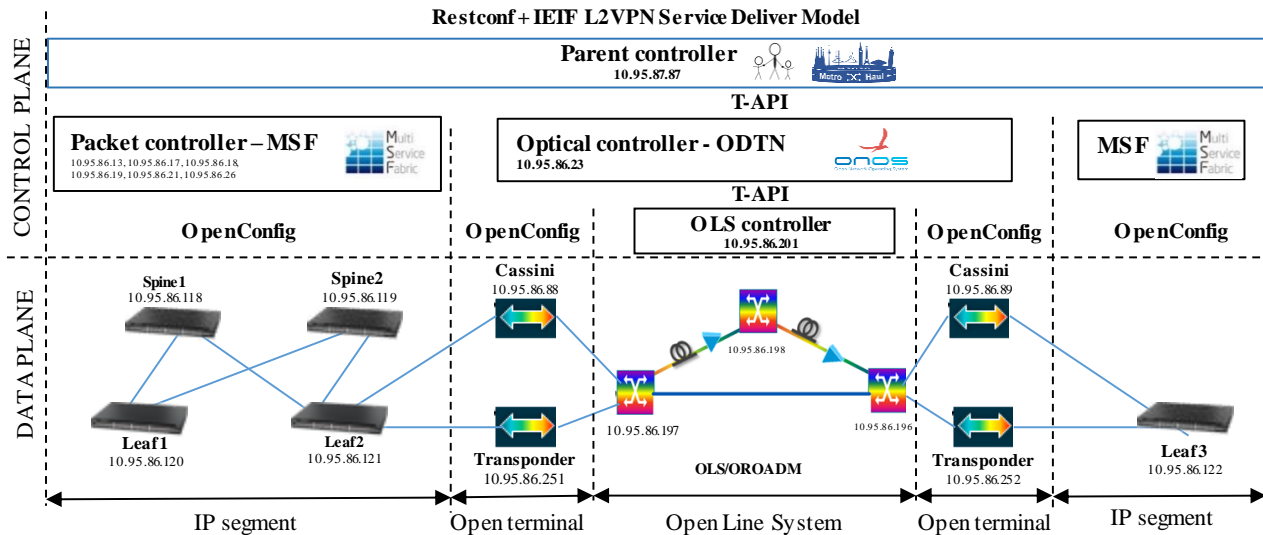 Restconf + IETF L2VPN Service Deliver Model
CONTROL PLANE
Parent controller
10.95.87.87
Metro Haul
T-API
Packet controller – MSF
10.95.86.13, 10.95.86.17, 10.95.86.18,
10.95.86.19, 10.95.86.21, 10.95.86.26
Multi
Service
Fabric
Optical controller - ODTN
10.95.86.23
onos
Open Network Operating System
MSF
Multi
Service
Fabric
T-API
OpenConfig
OpenConfig
OLS controller
10.95.86.201
OpenConfig
OpenConfig
DATA PLANE
Spine1
10.95.86.118
Spine2
10.95.86.119
Cassini
10.95.86.88
Cassini
10.95.86.89
10.95.86.198
10.95.86.197
10.95.86.196
Leaf1
10.95.86.120
Leaf2
10.95.86.121
Transponder
10.95.86.251
OLS/OROADM
Transponder
10.95.86.252
Leaf3
10.95.86.122
IP segment
Open terminal
Open Line System
Open terminal
IP segment